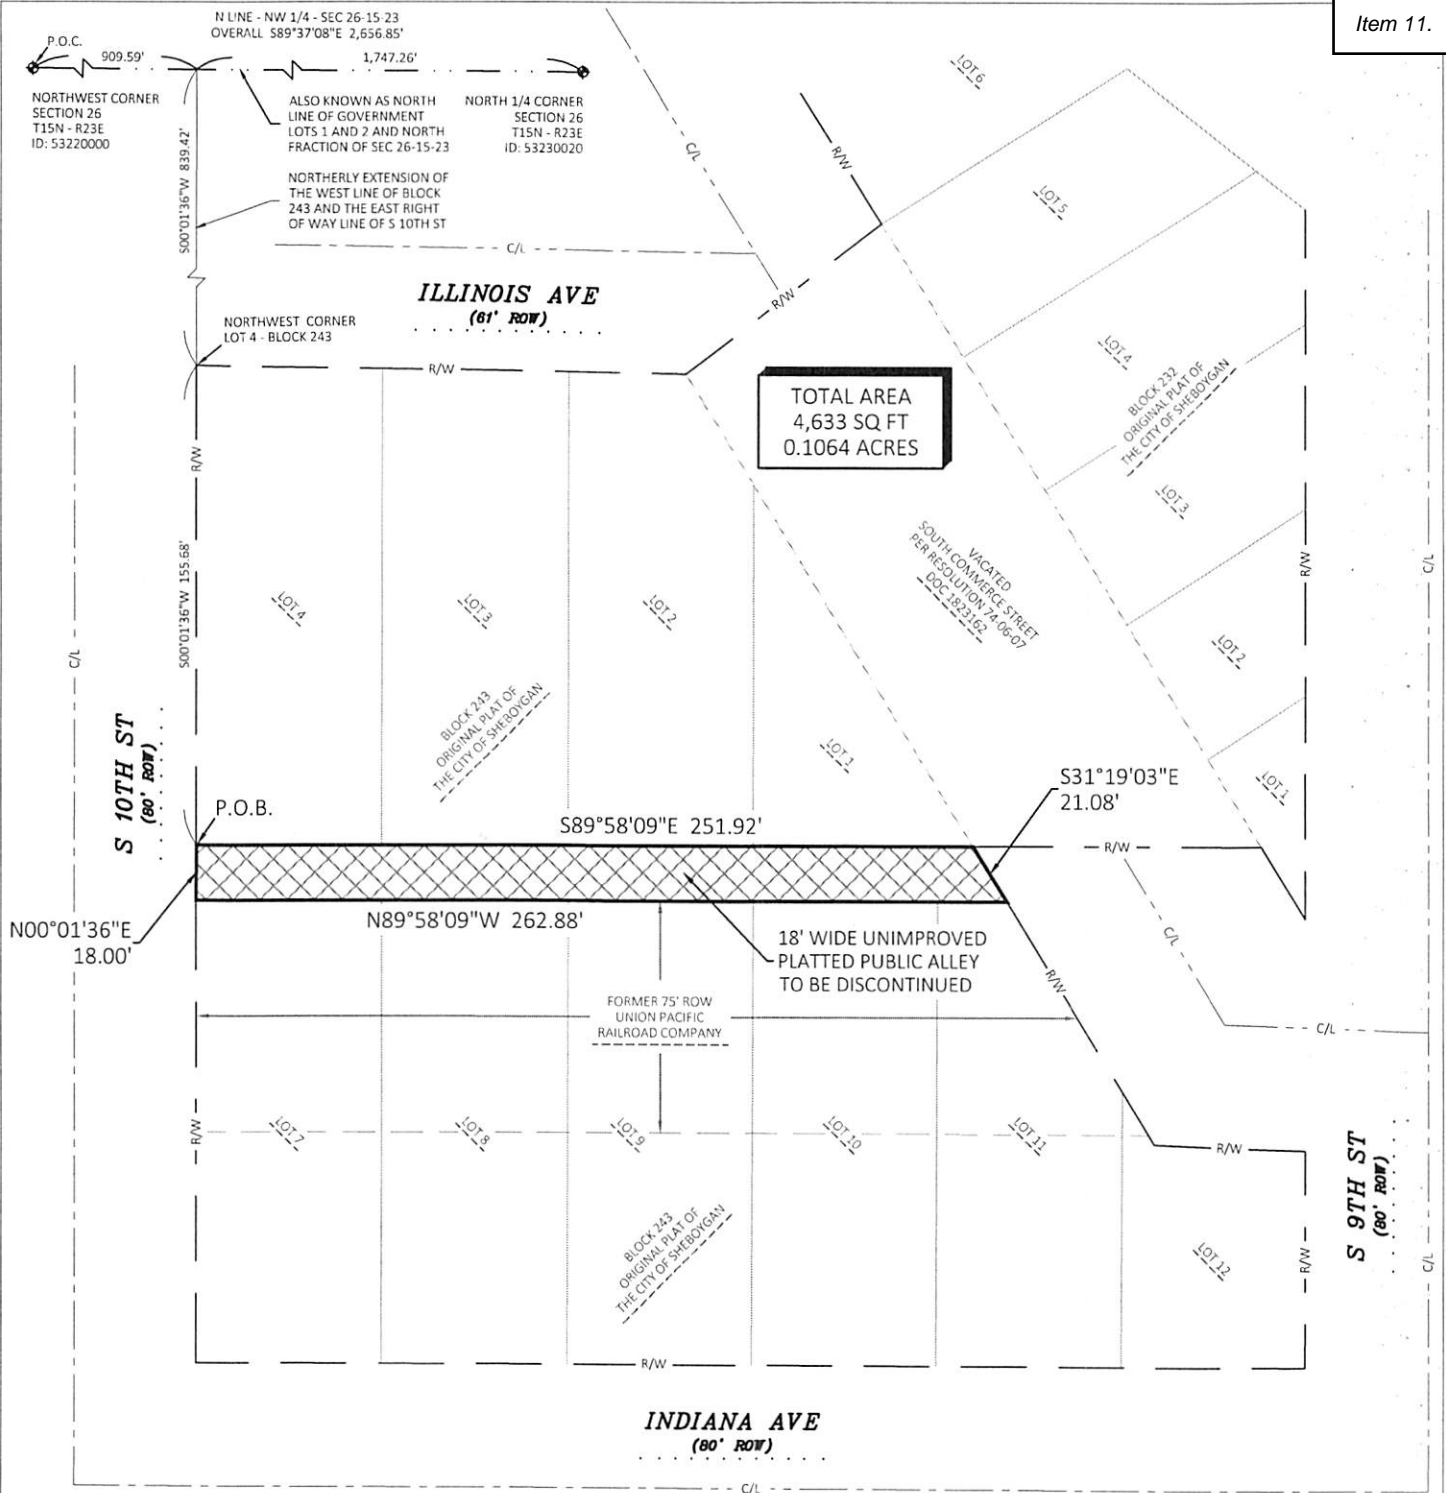 Item 11.
N LINE - NW 1/4 - SEC 26-15-23
OVERALL S89°37'08"E 2,656.85'
P.O.C.
909.59'
1,747.26'
NORTHWEST CORNER
SECTION 26
T15N - R23E
ID: 53220000
ALSO KNOWN AS NORTH
LINE OF GOVERNMENT
LOTS 1 AND 2 AND NORTH
FRACTION OF SEC 26-15-23
NORTH 1/4 CORNER
SECTION 26
T15N - R23E
ID: 53230020
S00°01'36"W 839.42'
NORTHERLY EXTENSION OF
THE WEST LINE OF BLOCK
243 AND THE EAST RIGHT
OF WAY LINE OF S 10TH ST
C/L
C/L
R/W
R/W
LOT 6
LOT 5
LOT 4
ILLINOIS AVE
(61' ROW)
NORTHWEST CORNER
LOT 4 - BLOCK 243
R/W
TOTAL AREA
4,633 SQ FT
0.1064 ACRES
BLOCK 232
ORIGINAL PLAT OF
THE CITY OF SHEBOYGAN
LOT 3
R/W
S00°01'36"W 155.68'
VACATED
SOUTH COMMERCE STREET
PER RESOLUTION 74-06-07
DOC 1823162
R/W
C/L
LOT 4
LOT 3
LOT 2
LOT 2
C/L
BLOCK 243
ORIGINAL PLAT OF
THE CITY OF SHEBOYGAN
LOT 1
LOT 1
S 10TH ST
(80' ROW)
P.O.B.
S89°58'09"E 251.92'
S31°19'03"E
21.08'
R/W
N00°01'36"E
18.00'
N89°58'09"W 262.88'
18' WIDE UNIMPROVED
PLATTED PUBLIC ALLEY
TO BE DISCONTINUED
C/L
R/W
FORMER 75' ROW
UNION PACIFIC
RAILROAD COMPANY
C/L
R/W
LOT 7
LOT 8
LOT 9
LOT 10
LOT 11
R/W
S 9TH ST
(80' ROW)
BLOCK 243
ORIGINAL PLAT OF
THE CITY OF SHEBOYGAN
LOT 12
R/W
C/L
R/W
INDIANA AVE
(80' ROW)
C/L